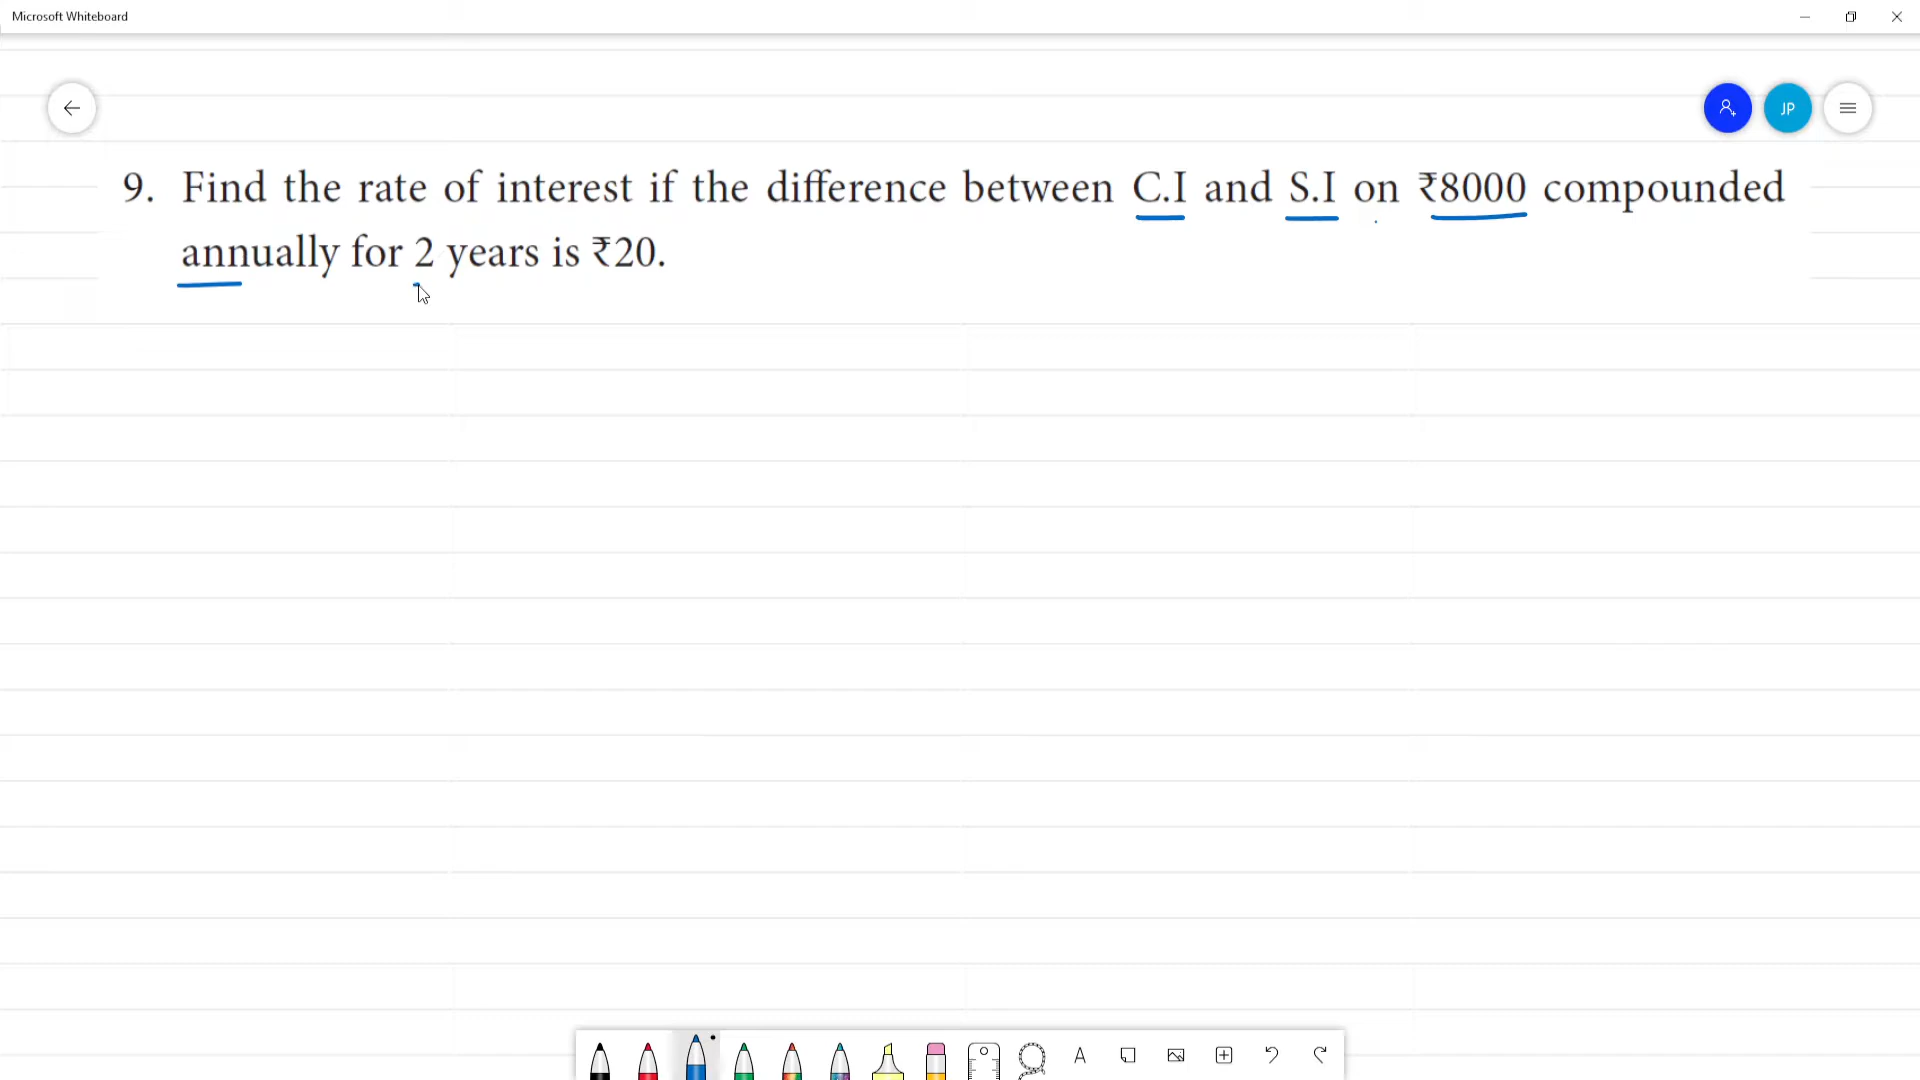 Microsoft Whiteboard
JP
9. Find the rate of interest if the difference between C.I and S.I on ₹8000 compounded
annually for 2 years is ₹20.
A